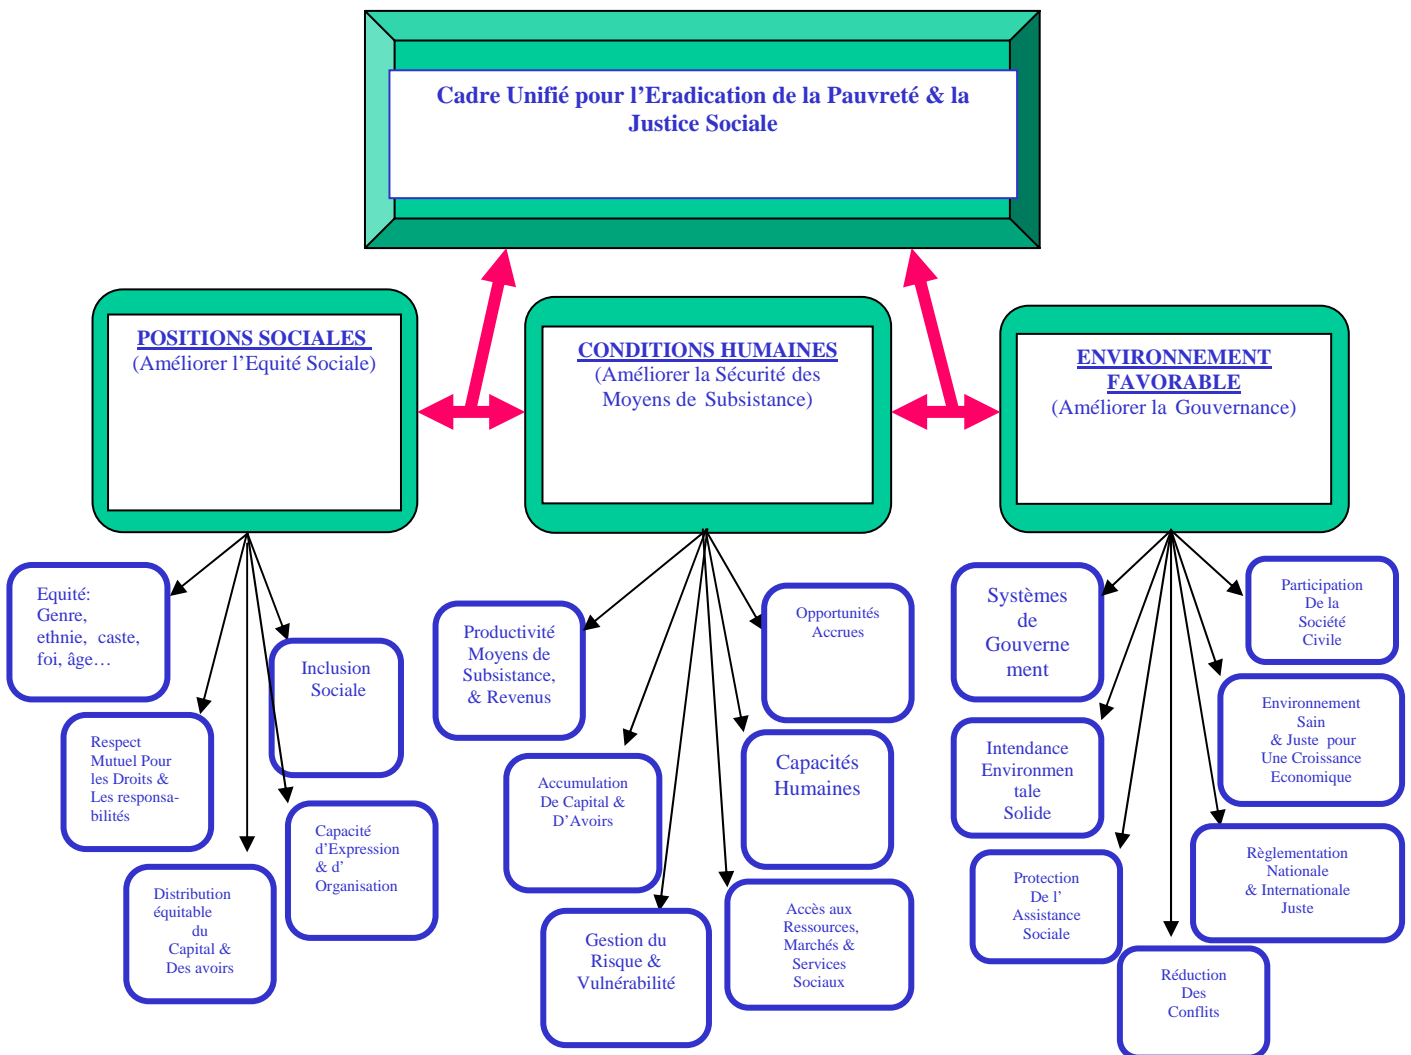 Cadre Unifié pour l’Eradication de la Pauvreté & la
Justice Sociale
POSITIONS SOCIALES
(Améliorer l’Equité Sociale)
CONDITIONS HUMAINES
(Améliorer la Sécurité des
Moyens de Subsistance)
ENVIRONNEMENT
FAVORABLE
(Améliorer la Gouvernance)
Equité:
Genre,
ethnie, caste,
foi, âge…
Inclusion
Sociale
Respect
Mutuel Pour
les Droits &
Les responsa-
bilités
Capacité
d’Expression
& d’
Organisation
Distribution
équitable
du
Capital &
Des avoirs
Productivité
Moyens de
Subsistance,
& Revenus
Opportunités
Accrues
Accumulation
De Capital &
D’Avoirs
Capacités
Humaines
Gestion du
Risque &
Vulnérabilité
Accès aux
Ressources,
Marchés &
Services
Sociaux
Systèmes
de
Gouverne
ment
Participation
De la
Société
Civile
Intendance
Environmen
tale
Solide
Environnement
Sain
& Juste pour
Une Croissance
Economique
Protection
De l’
Assistance
Sociale
Règlementation
Nationale
& Internationale
Juste
Réduction
Des
Conflits